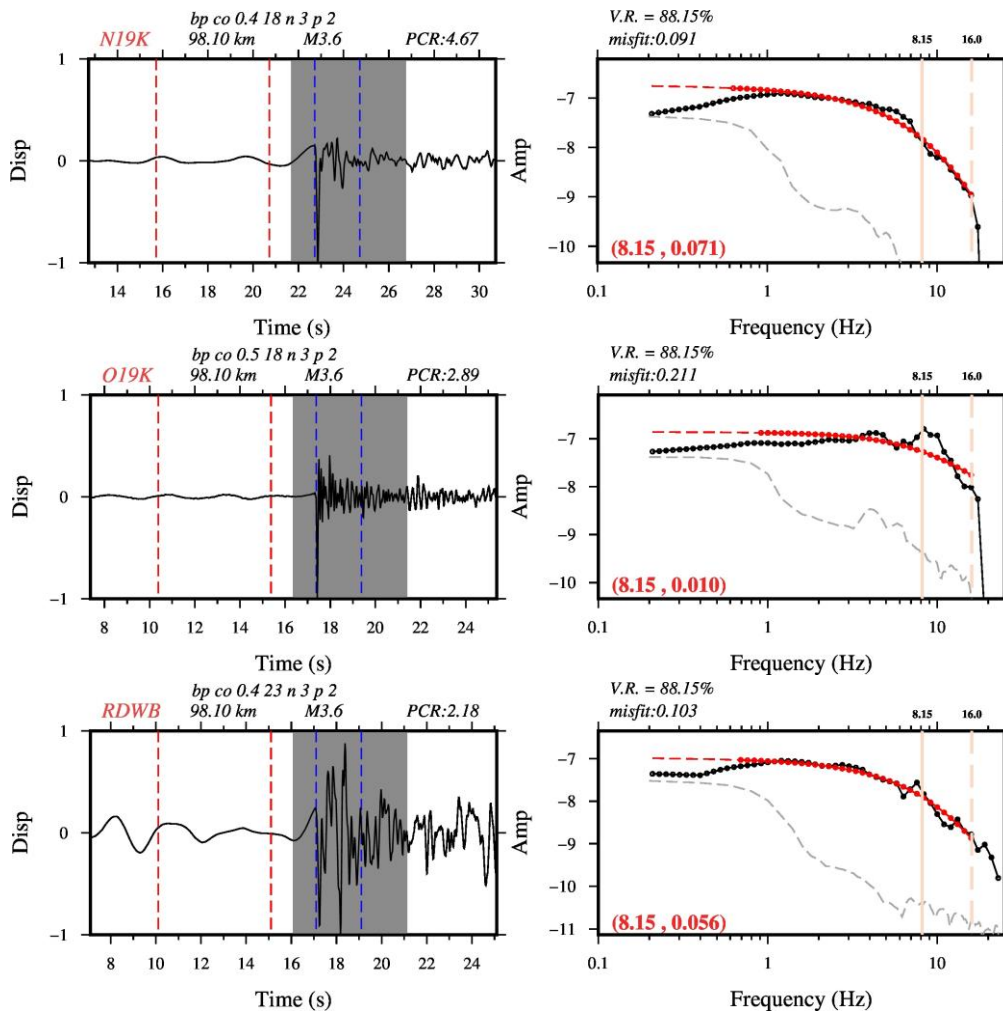 bp co 0.4 18 n 3 p 2
N19K 98.10 km M3.6 PCR:4.67
1
0
−1
Disp
14 16 18 20 22 24 26 28 30
Time (s)
V.R. = 88.15%
misfit:0.091 8.15 16.0
−7
−8
−9
−10
Amp
(8.15 , 0.071)
0.1 1 10
Frequency (Hz)
bp co 0.5 18 n 3 p 2
O19K 98.10 km M3.6 PCR:2.89
1
0
−1
Disp
8 10 12 14 16 18 20 22 24
Time (s)
V.R. = 88.15%
misfit:0.211 8.15 16.0
−7
−8
−9
−10
Amp
(8.15 , 0.010)
0.1 1 10
Frequency (Hz)
bp co 0.4 23 n 3 p 2
RDWB 98.10 km M3.6 PCR:2.18
1
0
−1
Disp
8 10 12 14 16 18 20 22 24
Time (s)
V.R. = 88.15%
misfit:0.103 8.15 16.0
−7
−8
−9
−10
−11
Amp
(8.15 , 0.056)
0.1 1 10
Frequency (Hz)